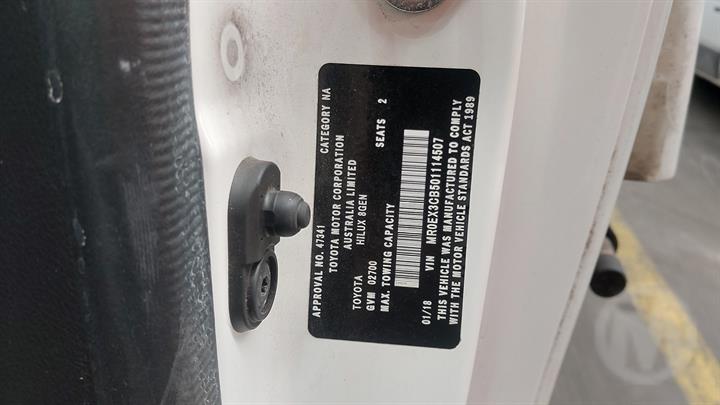 APPROVAL NO. 47341 CATEGORY NA
TOYOTA MOTOR CORPORATION
AUSTRALIA LIMITED
HILUX 8GEN
TOYOTA
GVM 02700 SEATS 2
MAX. TOWING CAPACITY
01/18 VIN MR0EX3CB501114507
THIS VEHICLE WAS MANUFACTURED TO COMPLY
WITH THE MOTOR VEHICLE STANDARDS ACT 1989